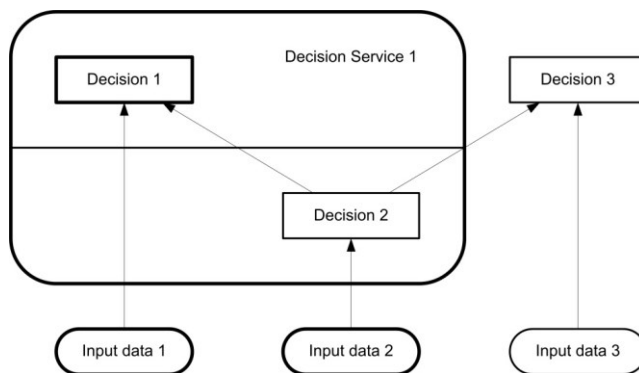 Decision Service 1
Decision 1
Decision 3
Decision 2
Input data 1
Input data 2
Input data 3